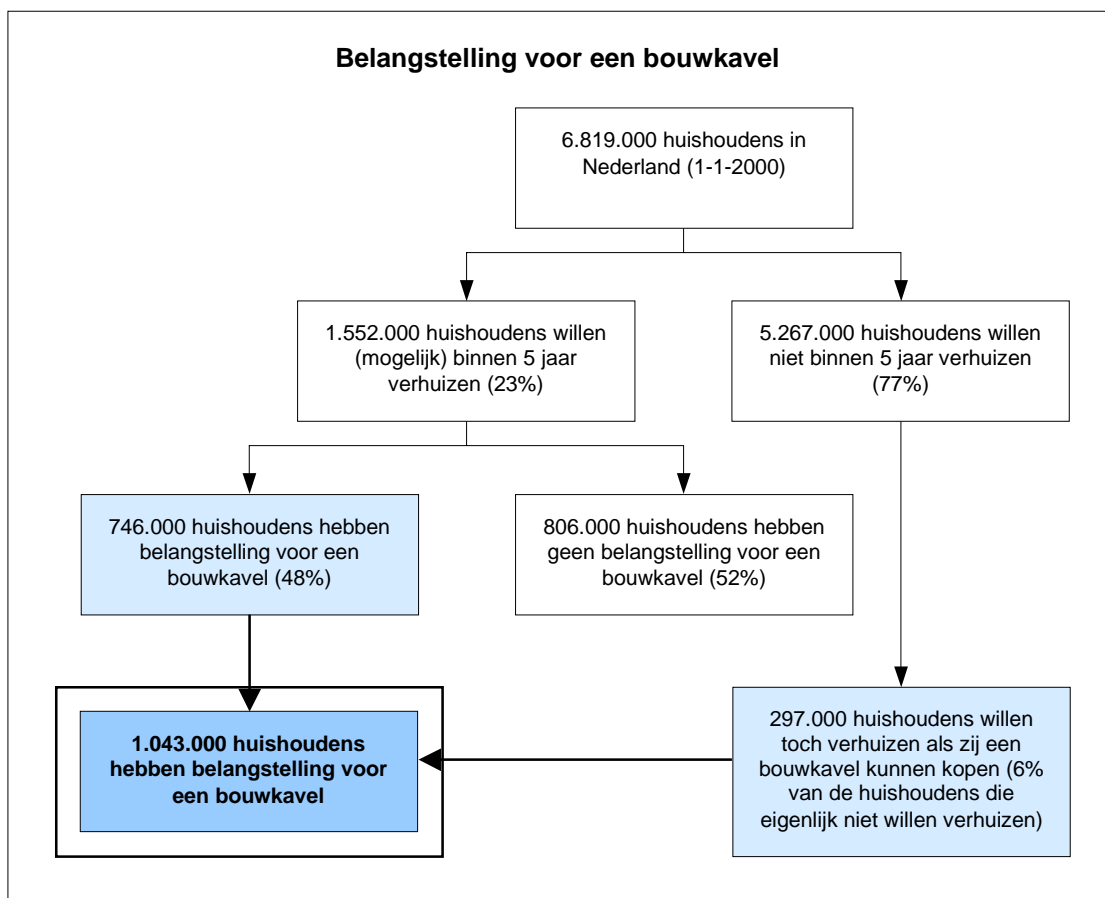 Belangstelling voor een bouwkavel
6.819.000 huishoudens in
Nederland (1-1-2000)
1.552.000 huishoudens willen
(mogelijk) binnen 5 jaar
verhuizen (23%)
5.267.000 huishoudens willen
niet binnen 5 jaar verhuizen
(77%)
746.000 huishoudens hebben
belangstelling voor een
bouwkavel (48%)
806.000 huishoudens hebben
geen belangstelling voor een
bouwkavel (52%)
1.043.000 huishoudens
hebben belangstelling voor
een bouwkavel
297.000 huishoudens willen
toch verhuizen als zij een
bouwkavel kunnen kopen (6%
van de huishoudens die
eigenlijk niet willen verhuizen)